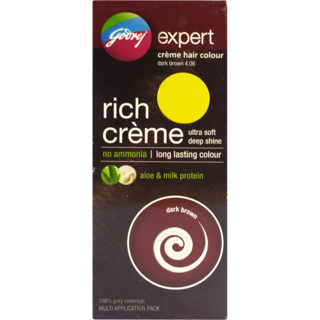 Godrej
expert
crème hair colour
dark brown 4.06
rich
crème
ultra soft
deep shine
no ammonia | long lasting colour
aloe & milk protein
dark brown
100% grey coverage
MULTI APPLICATION PACK